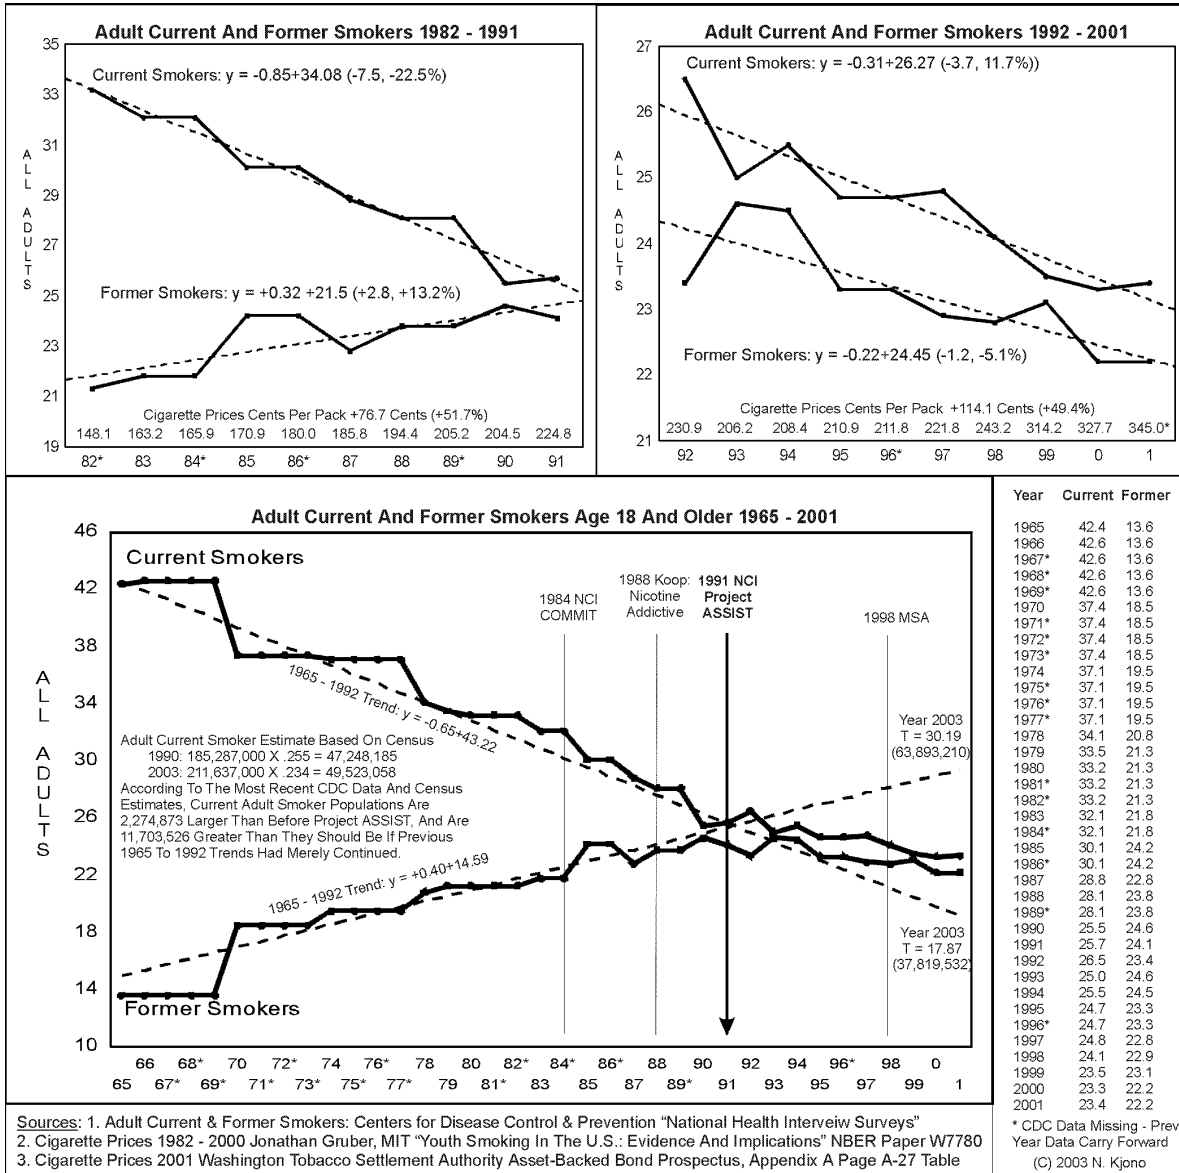 Adult Current And Former Smokers 1982 - 1991
35
33
31
29
27
25
23
21
19
ALL ADULTS
Current Smokers: y = -0.85+34.08 (-7.5, -22.5%)
Former Smokers: y = +0.32 +21.5 (+2.8, +13.2%)
Cigarette Prices Cents Per Pack +76.7 Cents (+51.7%)
148.1 163.2 165.9 170.9 180.0 185.8 194.4 205.2 204.5 224.8
82* 83 84* 85 86* 87 88 89* 90 91
Adult Current And Former Smokers 1992 - 2001
27
26
25
24
23
22
21
ALL ADULTS
Current Smokers: y = -0.31+26.27 (-3.7, 11.7%))
Former Smokers: y = -0.22+24.45 (-1.2, -5.1%)
Cigarette Prices Cents Per Pack +114.1 Cents (+49.4%)
230.9 206.2 208.4 210.9 211.8 221.8 243.2 314.2 327.7 345.0*
92 93 94 95 96* 97 98 99 0 1
Adult Current And Former Smokers Age 18 And Older 1965 - 2001
46
42
38
34
30
26
22
18
14
10
ALL ADULTS
Current Smokers
1984 NCI
COMMIT
1988 Koop:
Nicotine
Addictive
1991 NCI
Project
ASSIST
1998 MSA
1965 - 1992 Trend: y = -0.65+43.22
Year 2003
T = 30.19
(63,893,210)
Adult Current Smoker Estimate Based On Census
1990: 185,287,000 X .255 = 47,248,185
2003: 211,637,000 X .234 = 49,523,058
According To The Most Recent CDC Data And Census
Estimates, Current Adult Smoker Populations Are
2,274,873 Larger Than Before Project ASSIST, And Are
11,703,526 Greater Than They Should Be If Previous
1965 To 1992 Trends Had Merely Continued.
1965 - 1992 Trend: y = +0.40+14.59
Year 2003
T = 17.87
(37,819,532)
Former Smokers
66 68* 70 72* 74 76* 78 80 82* 84* 86* 88 90 92 94 96* 98 0
65 67* 69* 71* 73* 75* 77* 79 81* 83 85 87 89* 91 93 95 97 99 1
Year Current Former
1965 42.4 13.6
1966 42.6 13.6
1967* 42.6 13.6
1968* 42.6 13.6
1969* 42.6 13.6
1970 37.4 18.5
1971* 37.4 18.5
1972* 37.4 18.5
1973* 37.4 18.5
1974 37.1 19.5
1975* 37.1 19.5
1976* 37.1 19.5
1977* 37.1 19.5
1978 34.1 20.8
1979 33.5 21.3
1980 33.2 21.3
1981* 33.2 21.3
1982* 33.2 21.3
1983 32.1 21.8
1984* 32.1 21.8
1985 30.1 24.2
1986* 30.1 24.2
1987 28.8 22.8
1988 28.1 23.8
1989* 28.1 23.8
1990 25.5 24.6
1991 25.7 24.1
1992 26.5 23.4
1993 25.0 24.6
1994 25.5 24.5
1995 24.7 23.3
1996* 24.7 23.3
1997 24.8 22.8
1998 24.1 22.9
1999 23.5 23.1
2000 23.3 22.2
2001 23.4 22.2
* CDC Data Missing - Prev
Year Data Carry Forward
(C) 2003 N. Kjono
Sources: 1. Adult Current & Former Smokers: Centers for Disease Control & Prevention “National Health Interveiw Surveys”
2. Cigarette Prices 1982 - 2000 Jonathan Gruber, MIT “Youth Smoking In The U.S.: Evidence And Implications” NBER Paper W7780
3. Cigarette Prices 2001 Washington Tobacco Settlement Authority Asset-Backed Bond Prospectus, Appendix A Page A-27 Table